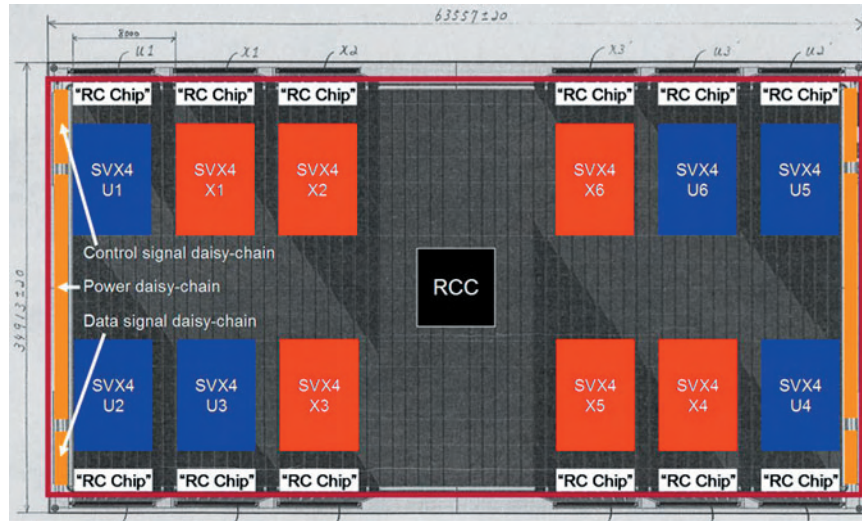 63557±20
8000
U1 X1 X2 X3' U3' U2'
"RC Chip" "RC Chip" "RC Chip" "RC Chip" "RC Chip" "RC Chip"
SVX4 SVX4 SVX4 SVX4 SVX4 SVX4
U1 X1 X2 X6 U6 U5
Control signal daisy-chain
Power daisy-chain
RCC
Data signal daisy-chain
34913±20
SVX4 SVX4 SVX4 SVX4 SVX4 SVX4
U2 U3 X3 X5 X4 U4
"RC Chip" "RC Chip" "RC Chip" "RC Chip" "RC Chip" "RC Chip"